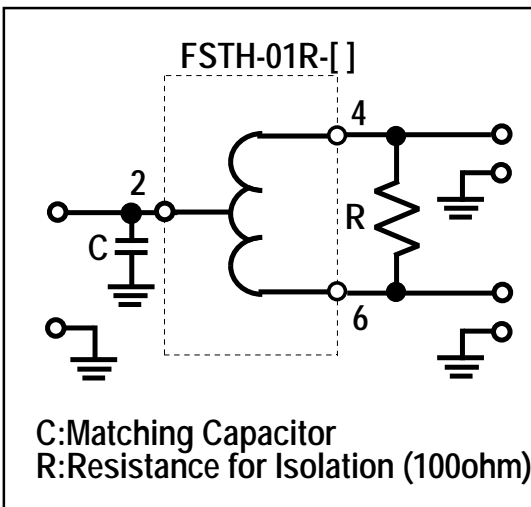 FSTH-01R-[ ]
4
2
C
R
6
C:Matching Capacitor
R:Resistance for Isolation (100ohm)